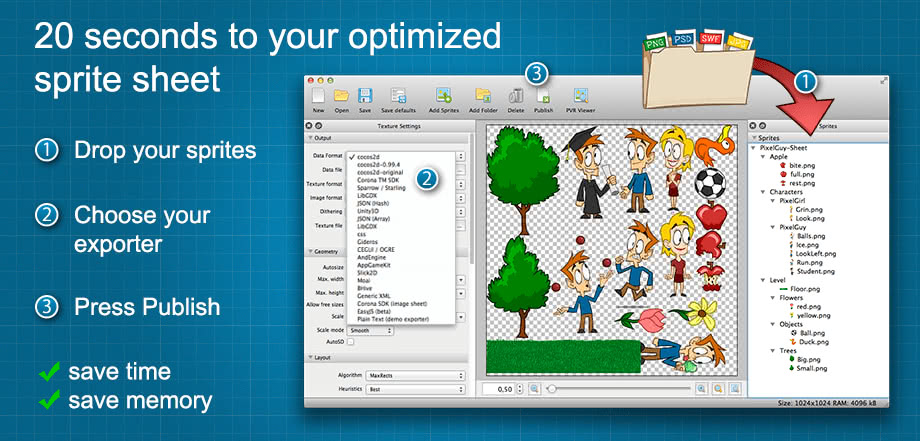 20 seconds to your optimized
sprite sheet
1 Drop your sprites
2 Choose your
exporter
3 Press Publish
save time
save memory
PNG PSD SWF JPG
3
1
New Open Save Save defaults Add Sprites Add Folder Delete Publish PVR Viewer
Texture Settings
Output
Data Format
Data file
Texture format
Image format
Dithering
Texture file
cocos2d
cocos2d-0.99.4
cocos2d-original
Corona TM SDK
Sparrow / Starling
LibGDX
JSON (Hash)
Unity3D
JSON (Array)
LibGDX
css
Gideros
CEGUI / OGRE
AndEngine
AppGameKit
Slick2D
Moai
BHive
Generic XML
Corona SDK (image sheet)
EaselJS (beta)
Plain Text (demo exporter)
2
Geometry
Autosize
Max. width
Max. height
Allow free sizes
Scale
Scale mode Smooth
AutoSD
Layout
Algorithm MaxRects
Heuristics Best
0,50
Sprites
Sprites
PixelGuy-Sheet
Apple
bite.png
full.png
rest.png
Characters
PixelGirl
Grin.png
Look.png
PixelGuy
Balls.png
Ice.png
LookLeft.png
Run.png
Student.png
Level
Floor.png
Flowers
red.png
yellow.png
Objects
Ball.png
Duck.png
Trees
Big.png
Small.png
Size: 1024x1024 RAM: 4096 kB